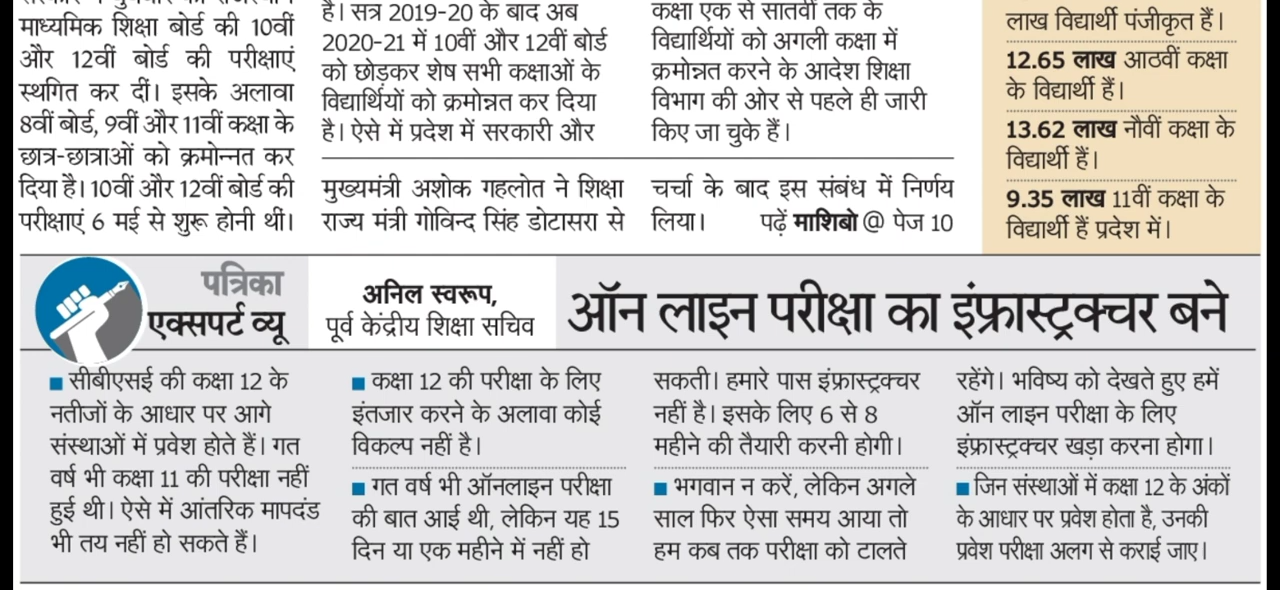 माध्यमिक शिक्षा बोर्ड की 10वीं
और 12वीं बोर्ड की परीक्षाएं
स्थगित कर दीं। इसके अलावा
8वीं बोर्ड, 9वीं और 11वीं कक्षा के
छात्र-छात्राओं को क्रमोन्नत कर
दिया है। 10वीं और 12वीं बोर्ड की
परीक्षाएं 6 मई से शुरू होनी थीं।
है। सत्र 2019-20 के बाद अब
2020-21 में 10वीं और 12वीं बोर्ड
को छोड़कर शेष सभी कक्षाओं के
विद्यार्थियों को क्रमोन्नत कर दिया
है। ऐसे में प्रदेश में सरकारी और
कक्षा एक से सातवीं तक के
विद्यार्थियों को अगली कक्षा में
क्रमोन्नत करने के आदेश शिक्षा
विभाग की ओर से पहले ही जारी
किए जा चुके हैं।
मुख्यमंत्री अशोक गहलोत ने शिक्षा
राज्य मंत्री गोविन्द सिंह डोटासरा से
चर्चा के बाद इस संबंध में निर्णय
लिया। पढ़ें माशिबो @ पेज 10
लाख विद्यार्थी पंजीकृत हैं।
12.65 लाख आठवीं कक्षा
के विद्यार्थी हैं।
13.62 लाख नौवीं कक्षा के
विद्यार्थी हैं।
9.35 लाख 11वीं कक्षा के
विद्यार्थी हैं प्रदेश में।
पत्रिका
एक्सपर्ट व्यू
अनिल स्वरूप,
पूर्व केंद्रीय शिक्षा सचिव
ऑन लाइन परीक्षा का इंफ्रास्ट्रक्चर बने
■ सीबीएसई की कक्षा 12 के
नतीजों के आधार पर आगे
संस्थाओं में प्रवेश होते हैं। गत
वर्ष भी कक्षा 11 की परीक्षा नहीं
हुई थी। ऐसे में आंतरिक मापदंड
भी तय नहीं हो सकते हैं।
■ कक्षा 12 की परीक्षा के लिए
इंतजार करने के अलावा कोई
विकल्प नहीं है।
■ गत वर्ष भी ऑनलाइन परीक्षा
की बात आई थी, लेकिन यह 15
दिन या एक महीने में नहीं हो
सकती। हमारे पास इंफ्रास्ट्रक्चर
नहीं है। इसके लिए 6 से 8
महीने की तैयारी करनी होगी।
■ भगवान न करें, लेकिन अगले
साल फिर ऐसा समय आया तो
हम कब तक परीक्षा को टालते
रहेंगे। भविष्य को देखते हुए हमें
ऑन लाइन परीक्षा के लिए
इंफ्रास्ट्रक्चर खड़ा करना होगा।
■ जिन संस्थाओं में कक्षा 12 के अंकों
के आधार पर प्रवेश होता है, उनकी
प्रवेश परीक्षा अलग से कराई जाए।